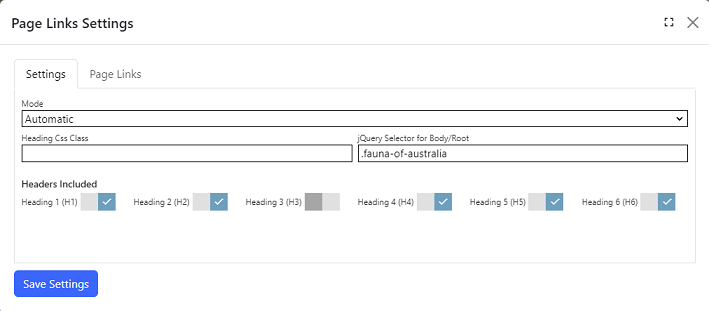 Page Links Settings
Settings Page Links
Mode
Automatic
Heading Css Class jQuery Selector for Body/Root
.fauna-of-australia
Headers Included
Heading 1 (H1) Heading 2 (H2) Heading 3 (H3) Heading 4 (H4) Heading 5 (H5) Heading 6 (H6)
Save Settings